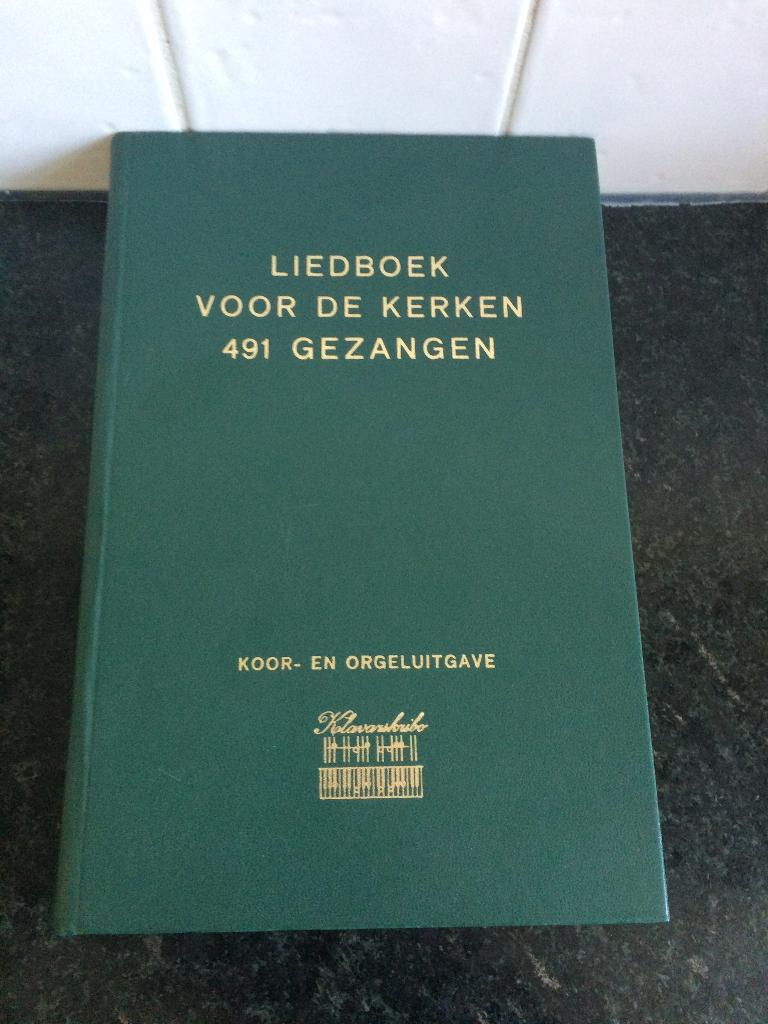 LIEDBOEK
VOOR DE KERKEN
491 GEZANGEN
KOOR- EN ORGELUITGAVE
Klavarskribo